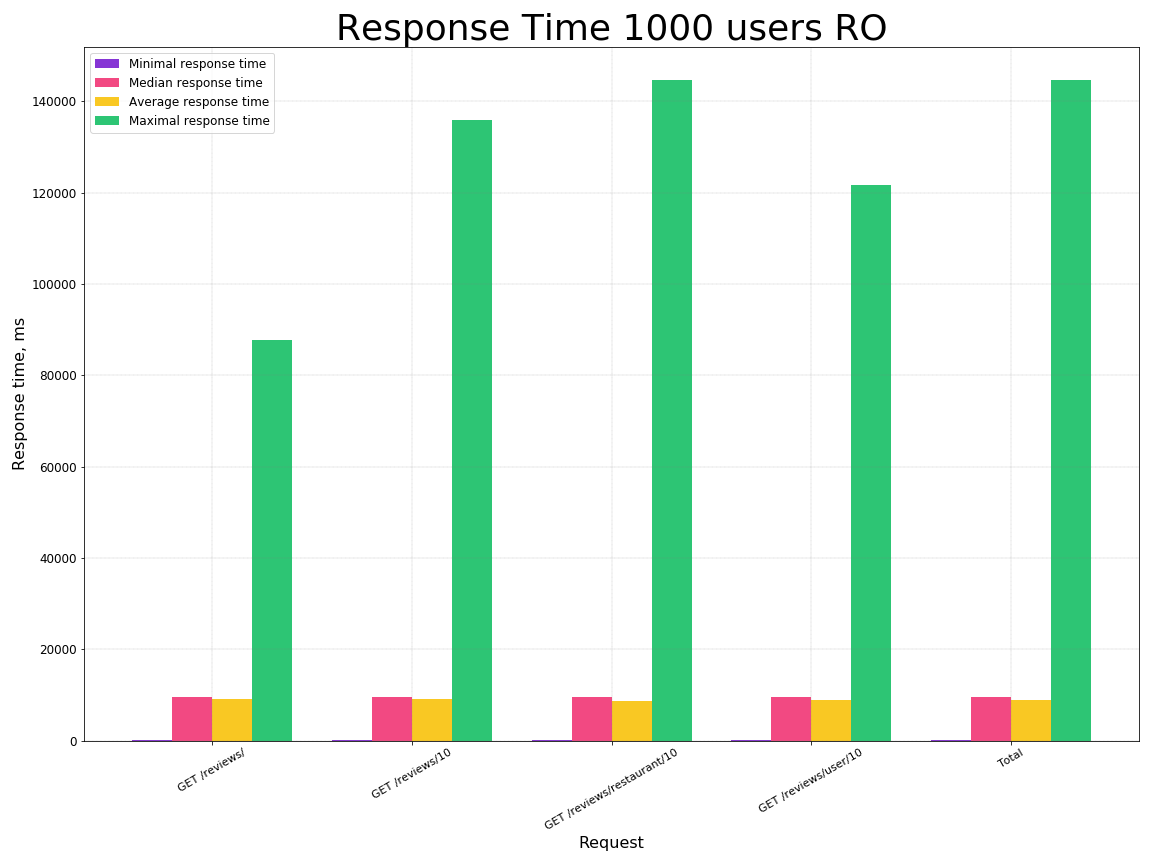 Response Time 1000 users RO
Minimal response time
Median response time
Average response time
Maximal response time
Response time, ms
140000
120000
100000
80000
60000
40000
20000
0
GET /reviews/
GET /reviews/10
GET /reviews/restaurant/10
GET /reviews/user/10
Total
Request